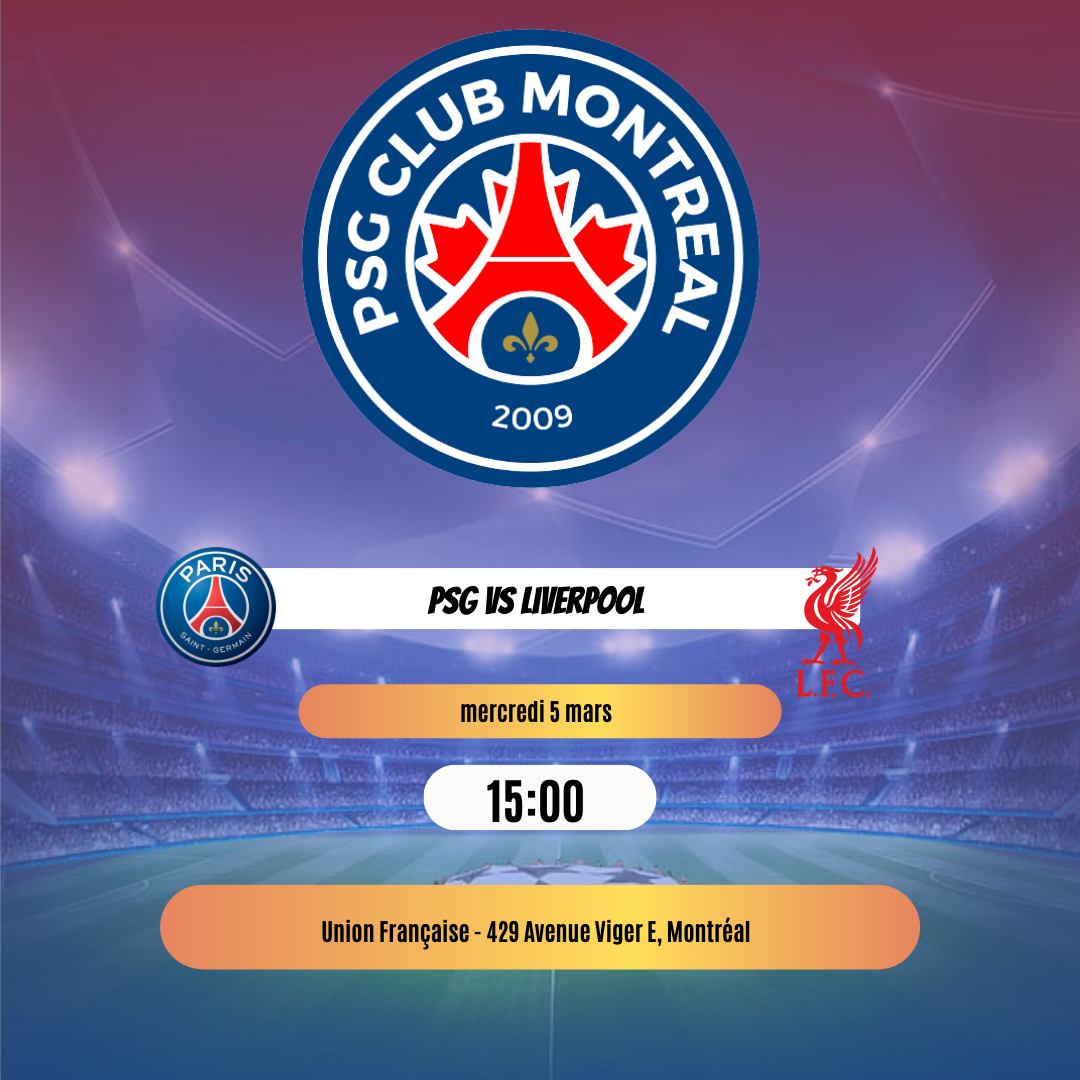 PSG CLUB MONTREAL
2009
PARIS
SAINT - GERMAIN
PSG VS LIVERPOOL
L.F.C.
mercredi 5 mars
15:00
Union Française - 429 Avenue Viger E, Montréal